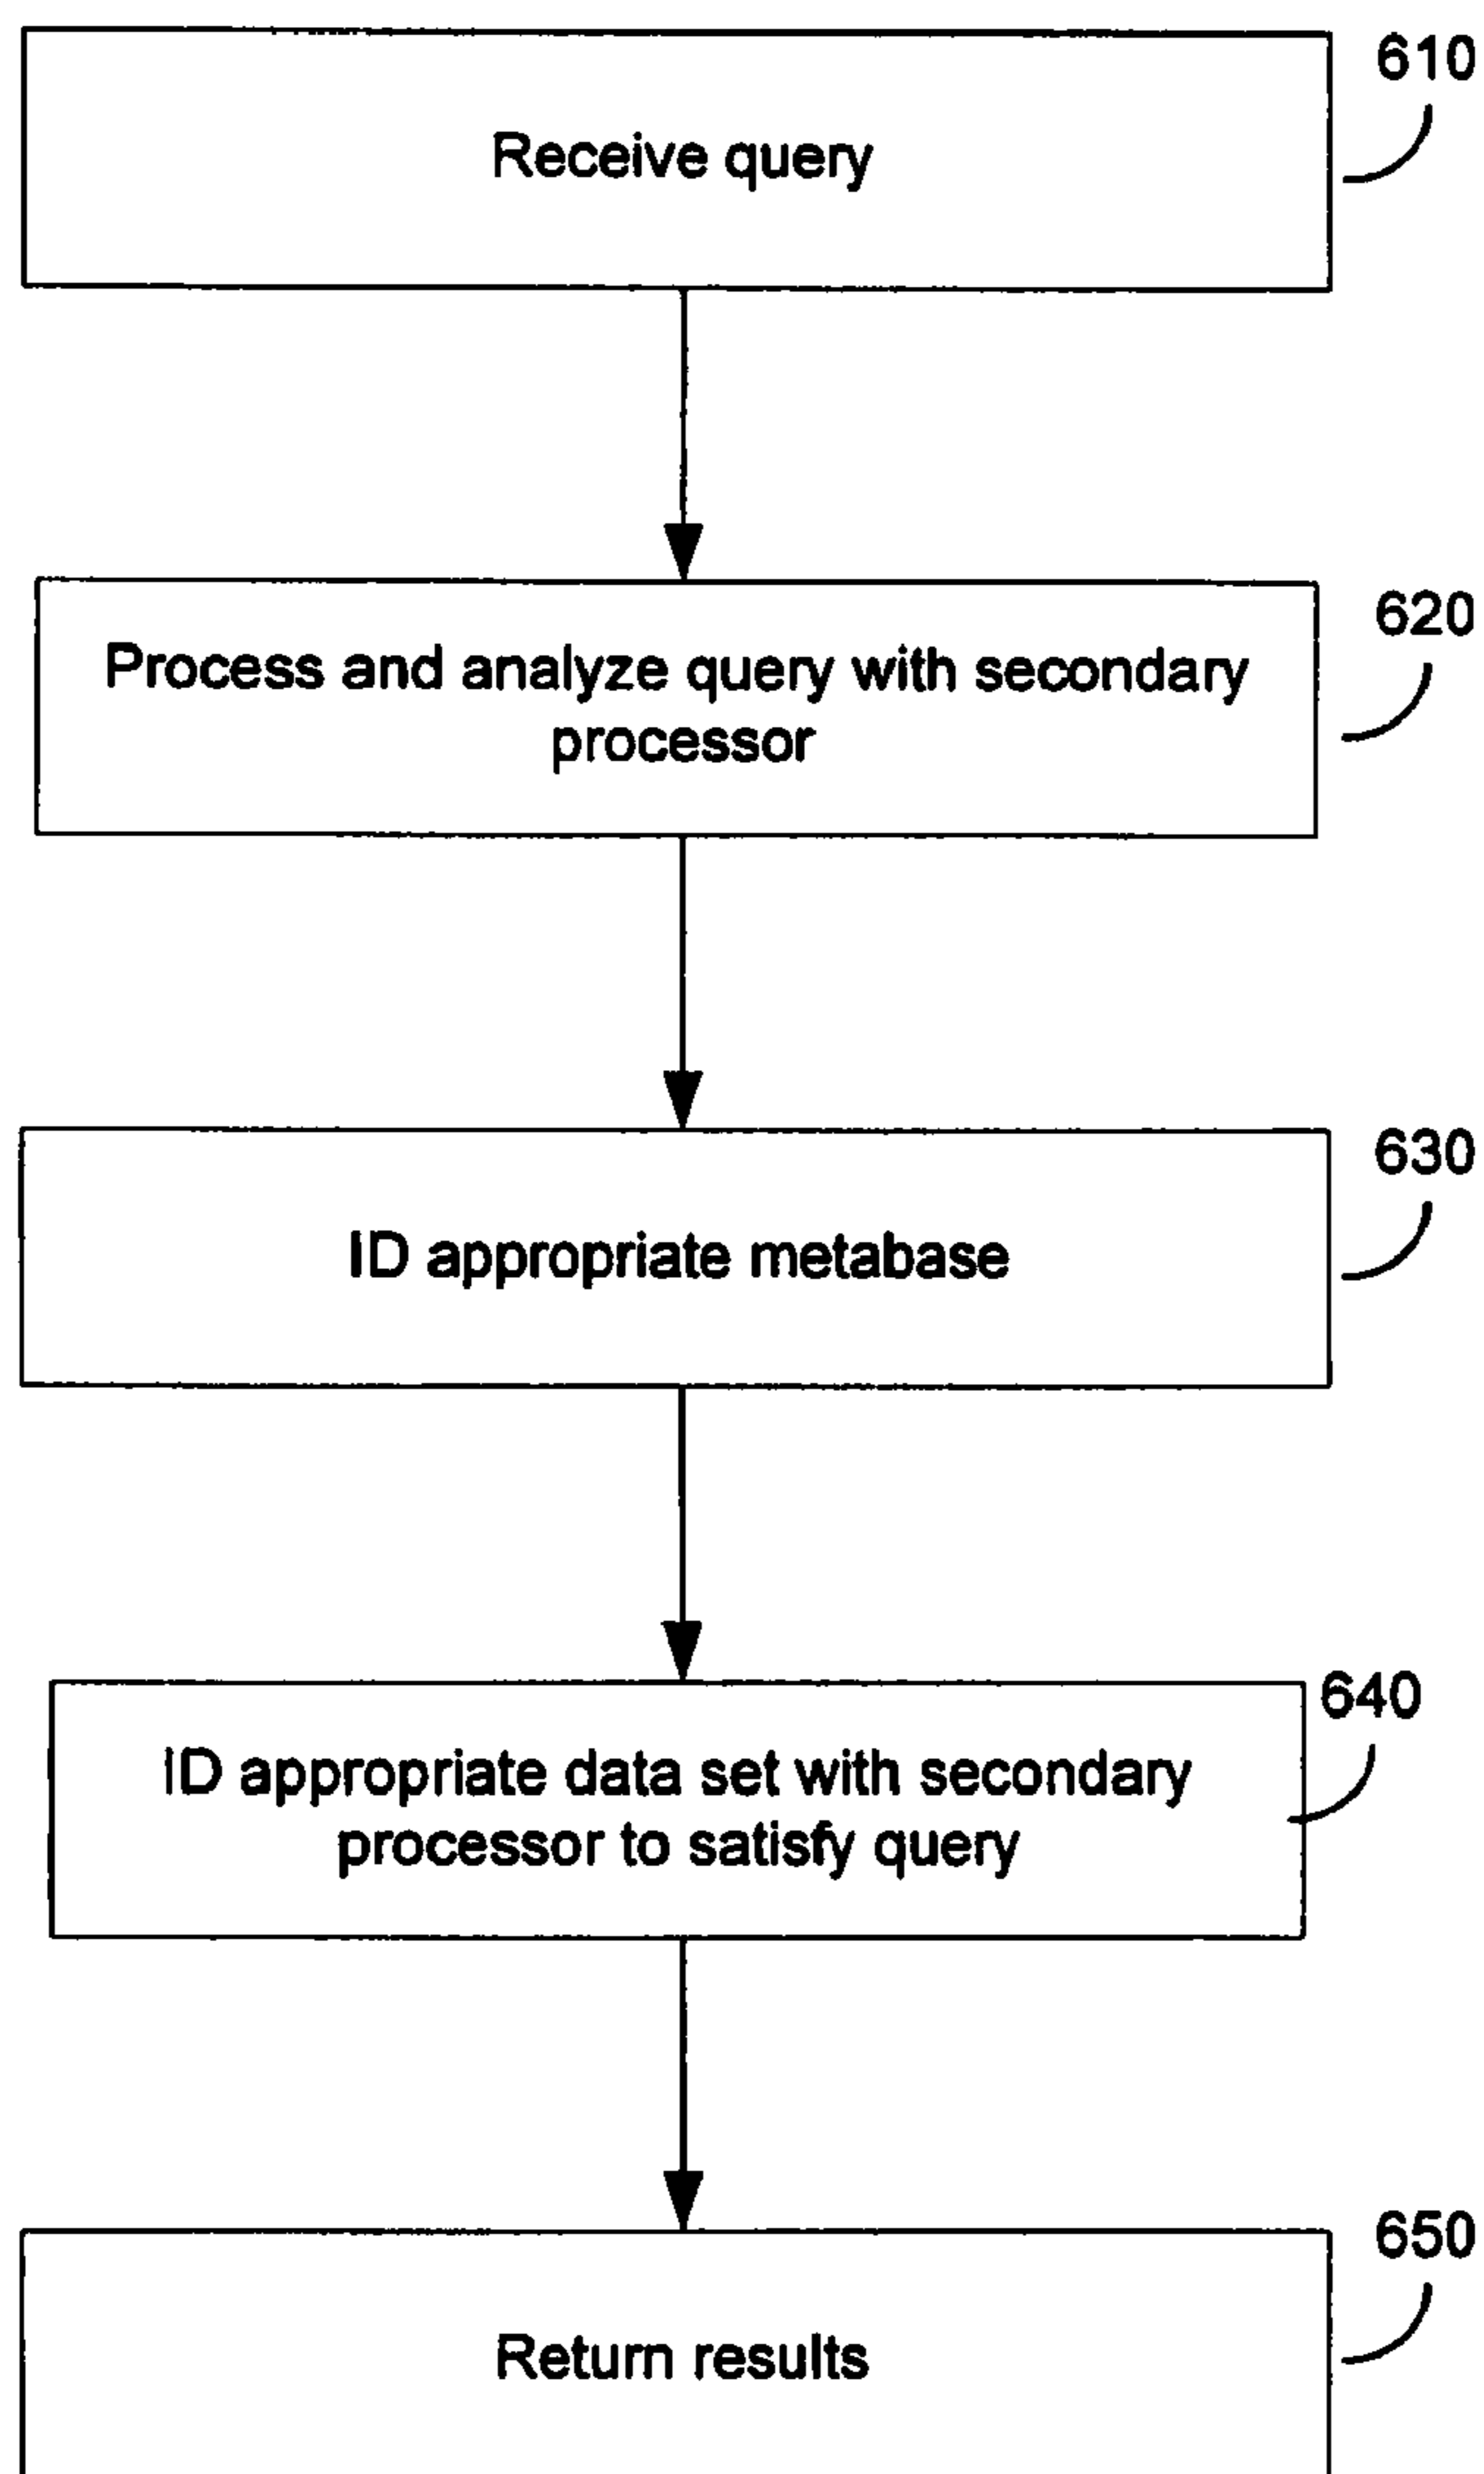 610
Receive query
620
Process and analyze query with secondary
processor
630
ID appropriate metabase
640
ID appropriate data set with secondary
processor to satisfy query
650
Return results